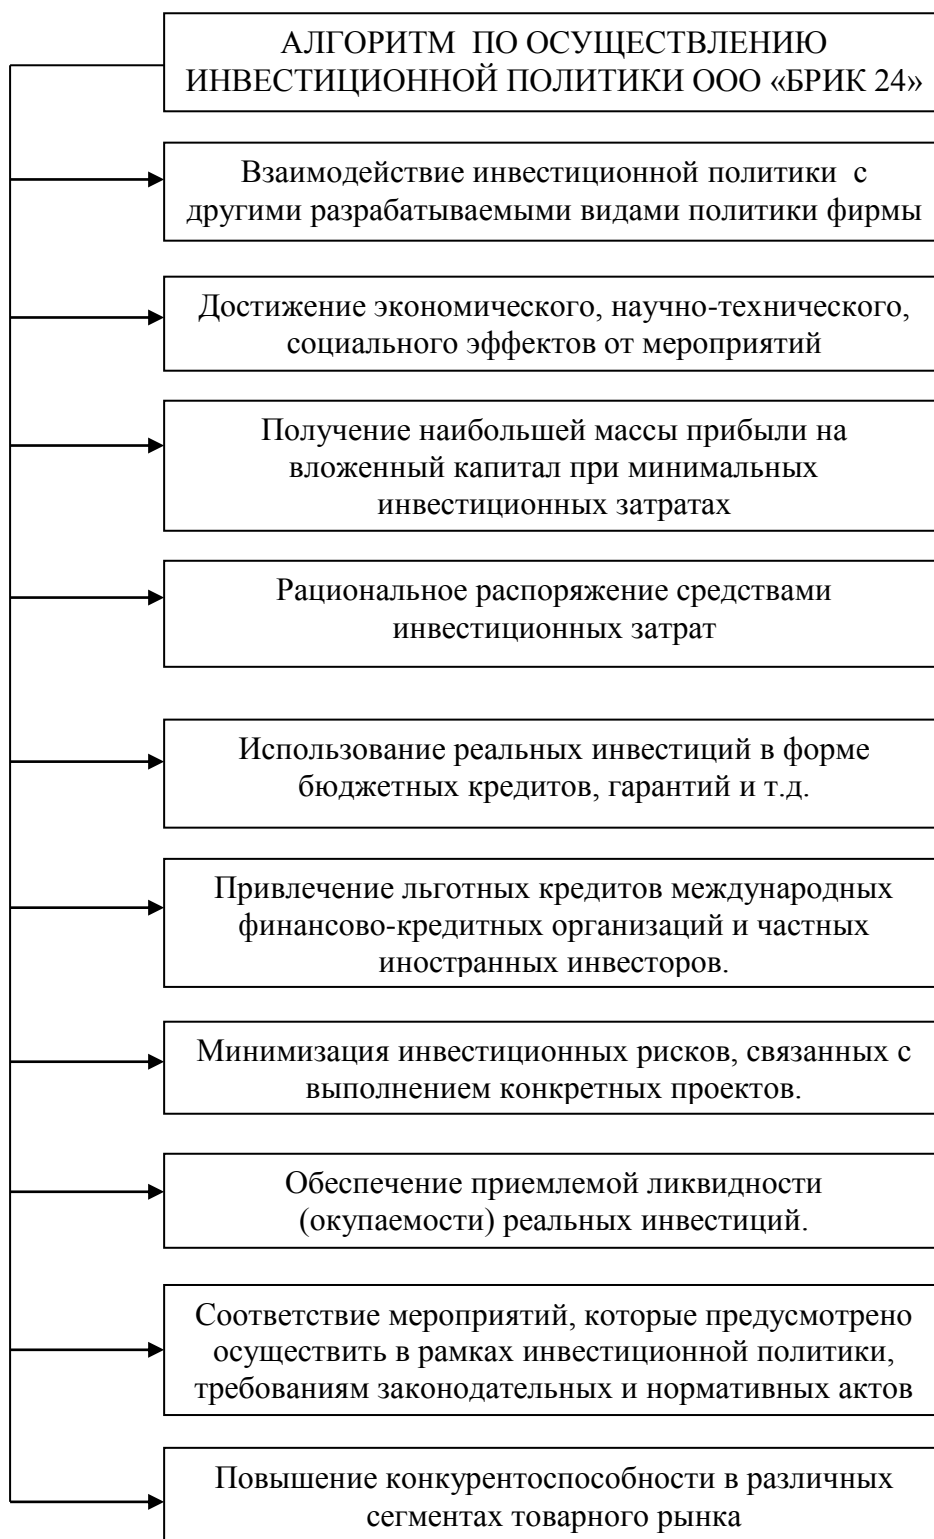 АЛГОРИТМ ПО ОСУЩЕСТВЛЕНИЮ
ИНВЕСТИЦИОННОЙ ПОЛИТИКИ ООО «БРИК 24»
Взаимодействие инвестиционной политики с
другими разрабатываемыми видами политики фирмы
Достижение экономического, научно-технического,
социального эффектов от мероприятий
Получение наибольшей массы прибыли на
вложенный капитал при минимальных
инвестиционных затратах
Рациональное распоряжение средствами
инвестиционных затрат
Использование реальных инвестиций в форме
бюджетных кредитов, гарантий и т.д.
Привлечение льготных кредитов международных
финансово-кредитных организаций и частных
иностранных инвесторов.
Минимизация инвестиционных рисков, связанных с
выполнением конкретных проектов.
Обеспечение приемлемой ликвидности
(окупаемости) реальных инвестиций.
Соответствие мероприятий, которые предусмотрено
осуществить в рамках инвестиционной политики,
требованиям законодательных и нормативных актов
Повышение конкурентоспособности в различных
сегментах товарного рынка